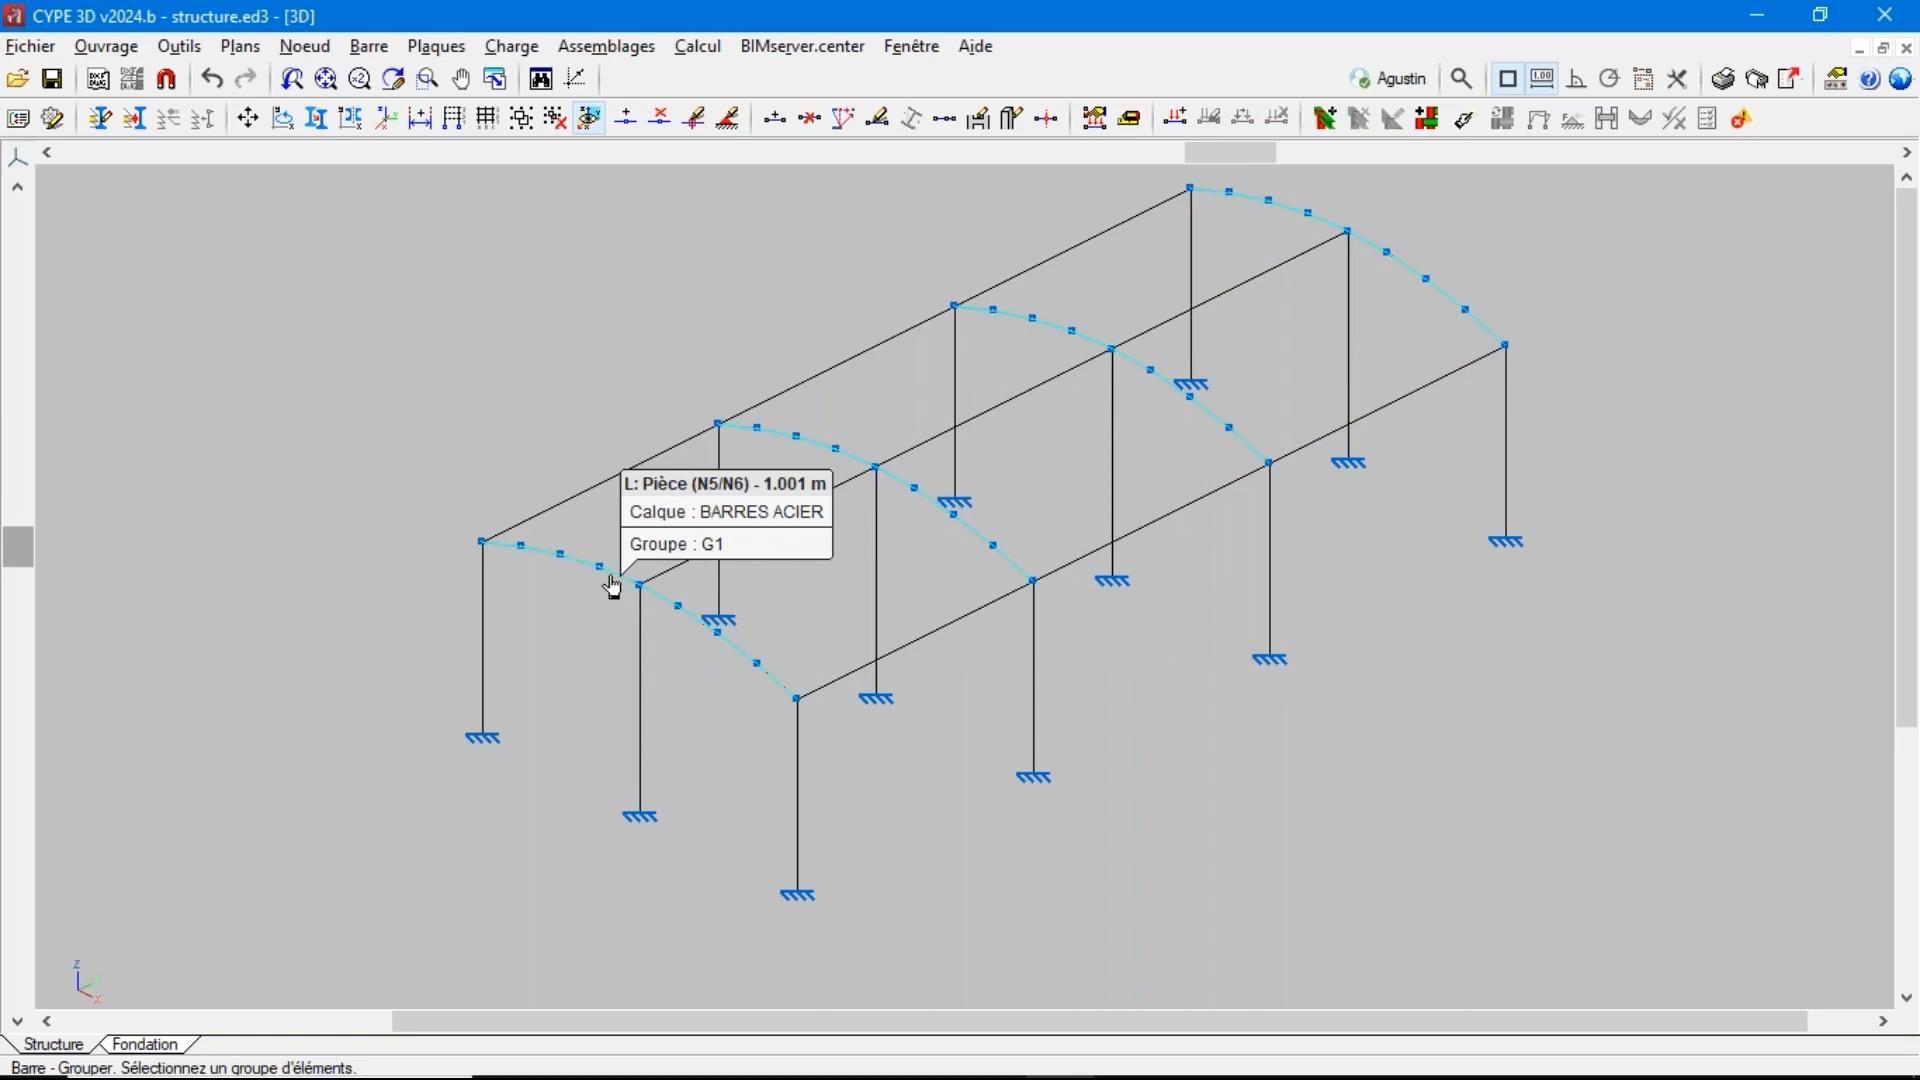 CYPE 3D v2024.b - structure.ed3 - [3D]
Fichier Ouvrage Outils Plans Noeud Barre Plaques Charge Assemblages Calcul BIMserver.center Fenêtre Aide
Agustin
L: Pièce (N5/N6) - 1.001 m
Calque : BARRES ACIER
Groupe : G1
z
x
Structure Fondation
Barre - Grouper. Sélectionnez un groupe d'éléments.